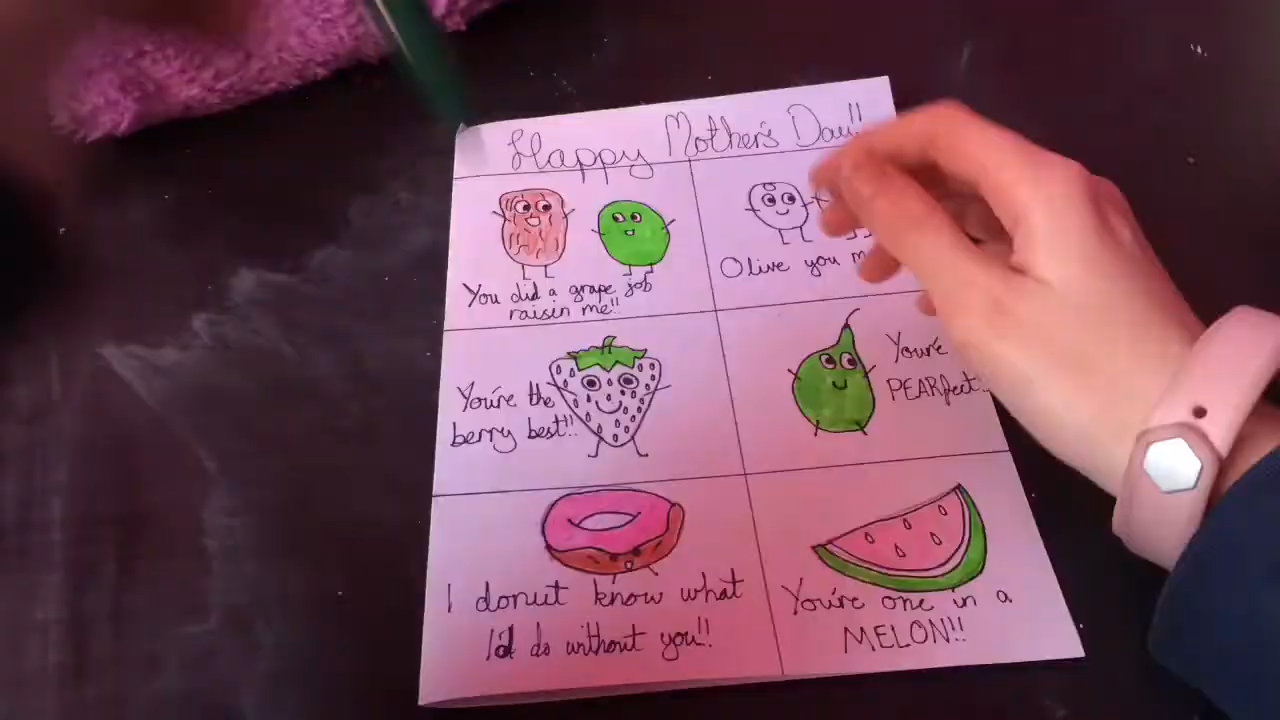 Happy Mother's Day!!
You did a grape job
raisin me!!
Olive you
You're the
berry best!!
You're
PEARfect!
I donut know what
I'd do without you!!
You're one in a
MELON!!